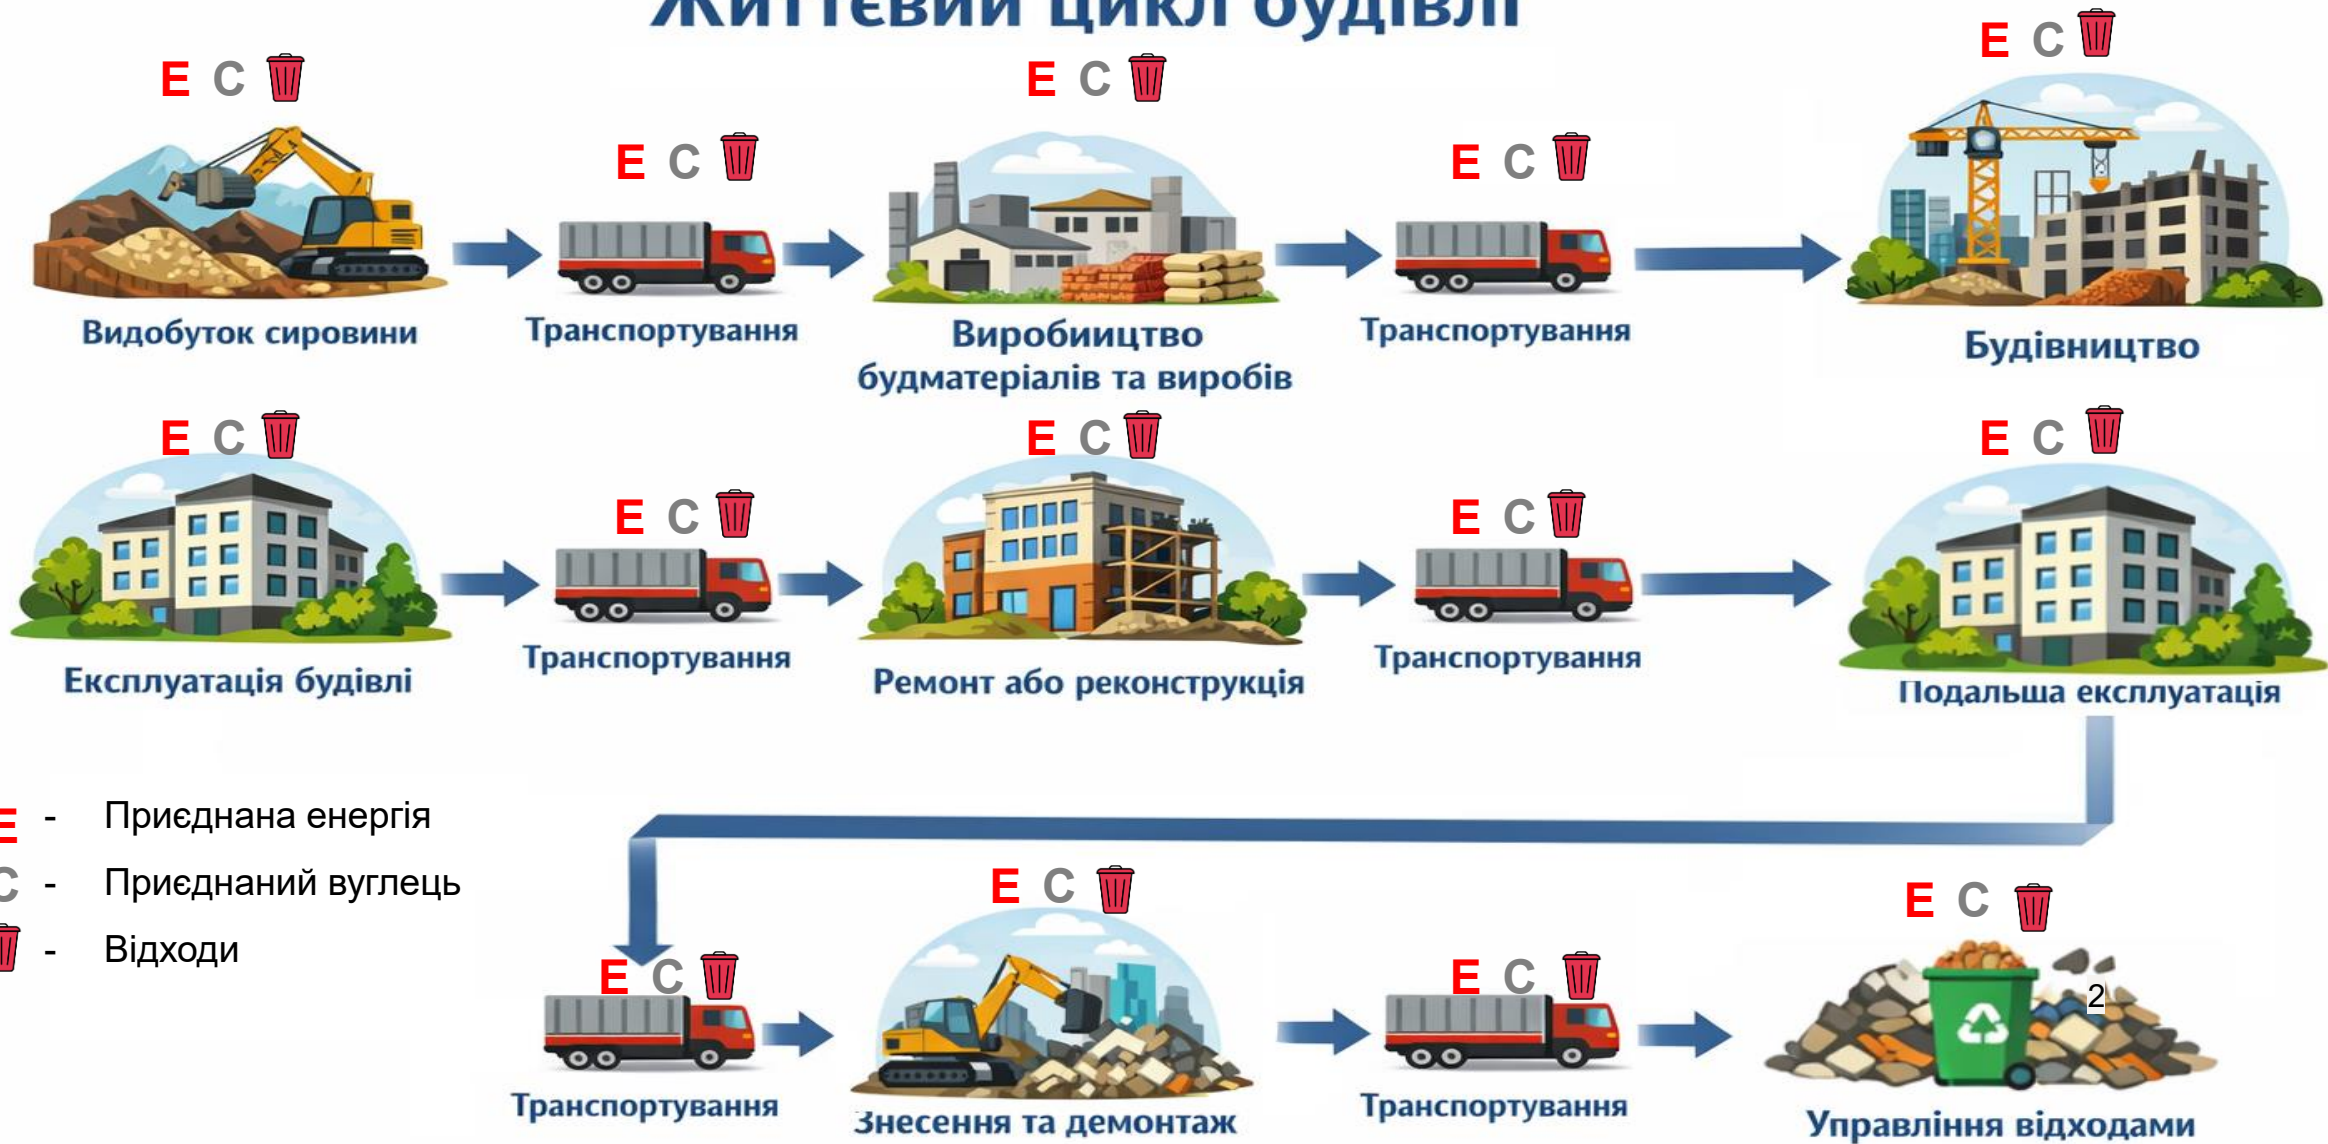 Життєвий цикл будівлі
E C
E C
E C
E C
E C
Видобуток сировини
Транспортування
Виробииицтво
будматеріалів та виробів
Транспортування
Будівництво
E C
E C
E C
E C
E C
Експлуатація будівлі
Транспортування
Ремонт або реконструкція
Транспортування
Подальша експлуатація
E - Приєднана енергія
C - Приєднаний вуглець
- Відходи
E C
E C
E C
E C
2
Транспортування
Знесення та демонтаж
Транспортування
Управління відходами